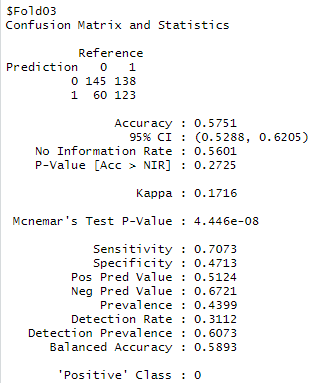 $Fold03
Confusion Matrix and Statistics
Reference
Prediction 0 1
0 145 138
1 60 123
Accuracy : 0.5751
95% CI : (0.5288, 0.6205)
No Information Rate : 0.5601
P-Value [Acc > NIR] : 0.2725
Kappa : 0.1716
Mcnemar's Test P-Value : 4.446e-08
Sensitivity : 0.7073
Specificity : 0.4713
Pos Pred Value : 0.5124
Neg Pred Value : 0.6721
Prevalence : 0.4399
Detection Rate : 0.3112
Detection Prevalence : 0.6073
Balanced Accuracy : 0.5893
'Positive' Class : 0